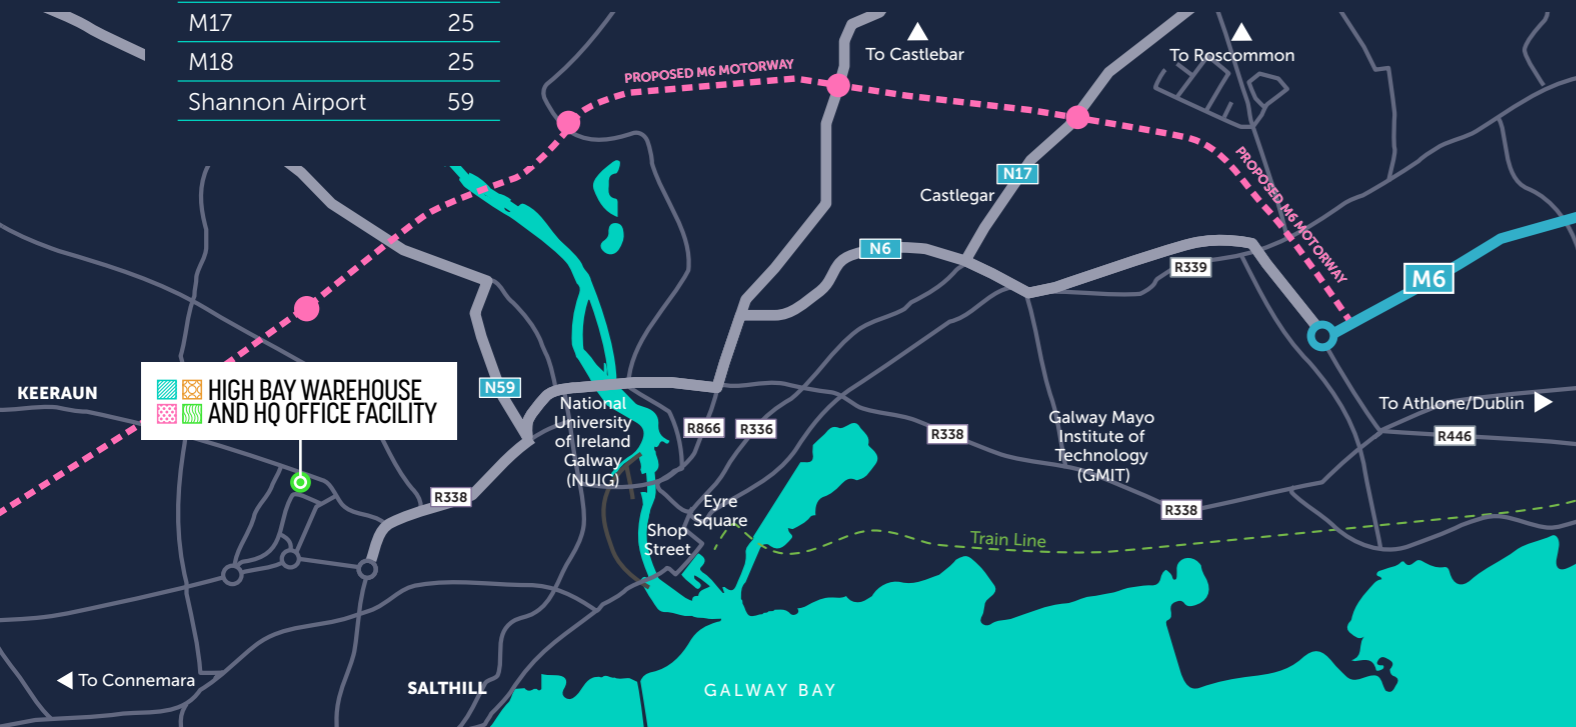 M17 25
M18 25
Shannon Airport 59
To Castlebar
To Roscommon
PROPOSED M6 MOTORWAY
PROPOSED M6 MOTORWAY
N17
Castlegar
N6
R339
M6
KEERAUN
HIGH BAY WAREHOUSE
AND HQ OFFICE FACILITY
N59
National
University
of Ireland
Galway
(NUIG)
R866
R336
R338
Galway Mayo
Institute of
Technology
(GMIT)
To Athlone/Dublin
R446
R338
Eyre
Square
Shop
Street
R338
Train Line
To Connemara
SALTHILL
GALWAY BAY